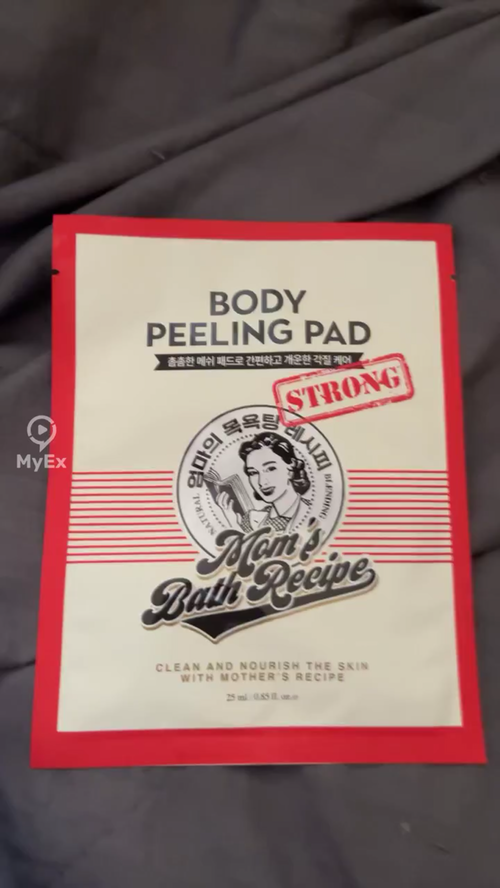 BODY
PEELING PAD
촘촘한 메쉬 패드로 간편하고 개운한 각질 케어
STRONG
엄마의 목욕탕 레시피
NATURAL
BLENDING
Mom's
Bath Recipe
CLEAN AND NOURISH THE SKIN
WITH MOTHER'S RECIPE
25 ml / 0.85 fl. oz.
MyEx